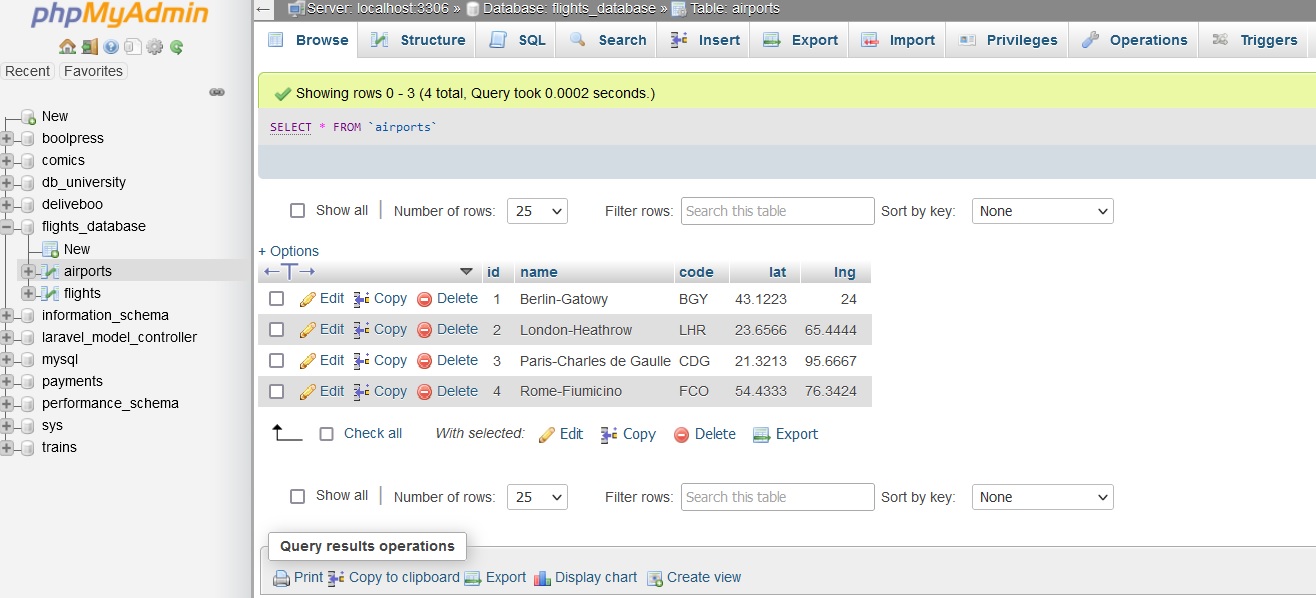 phpMyAdmin
Recent Favorites
New
boolpress
comics
db_university
deliveboo
flights_database
New
airports
flights
information_schema
laravel_model_controller
mysql
payments
performance_schema
sys
trains
Server: localhost:3306 » Database: flights_database » Table: airports
Browse Structure SQL Search Insert Export Import Privileges Operations Triggers
Showing rows 0 - 3 (4 total, Query took 0.0002 seconds.)
SELECT * FROM `airports`
Show all Number of rows: 25 Filter rows: Search this table Sort by key: None
+ Options
←T→ id name code lat lng
Edit Copy Delete 1 Berlin-Gatowy BGY 43.1223 24
Edit Copy Delete 2 London-Heathrow LHR 23.6566 65.4444
Edit Copy Delete 3 Paris-Charles de Gaulle CDG 21.3213 95.6667
Edit Copy Delete 4 Rome-Fiumicino FCO 54.4333 76.3424
Check all With selected: Edit Copy Delete Export
Show all Number of rows: 25 Filter rows: Search this table Sort by key: None
Query results operations
Print Copy to clipboard Export Display chart Create view